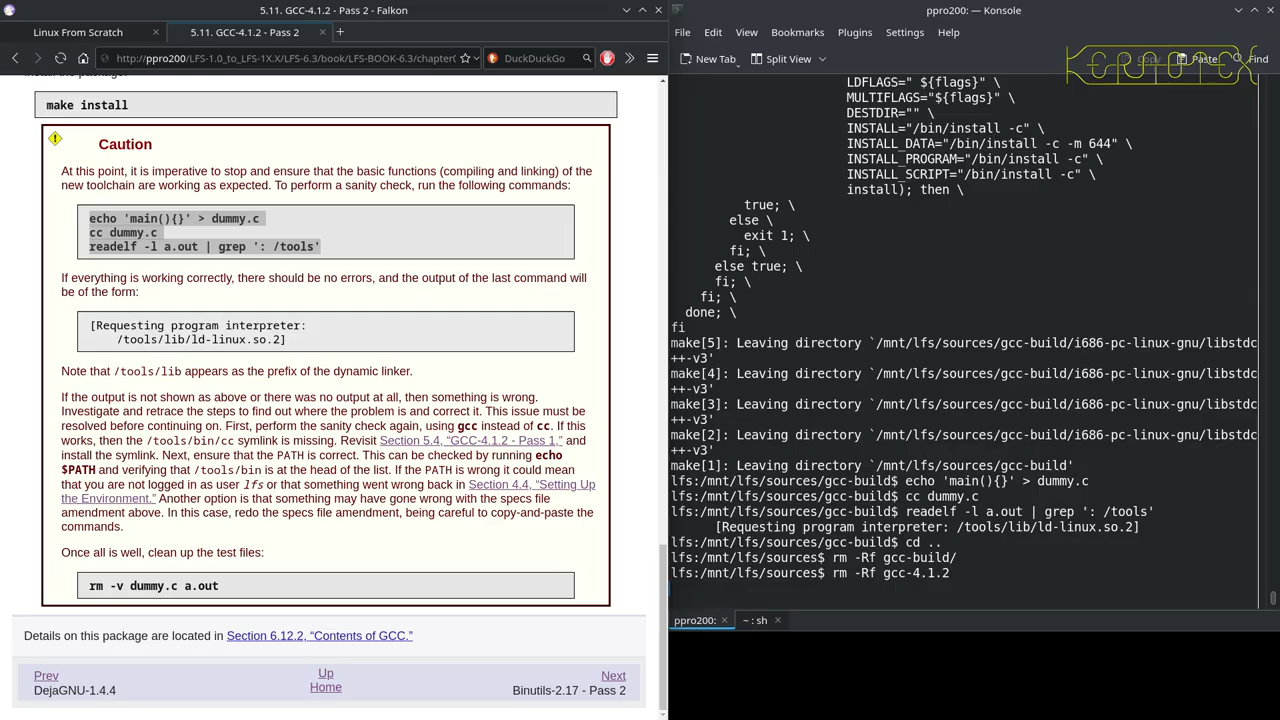 5.11. GCC-4.1.2 - Pass 2 - Falkon
Linux From Scratch
5.11. GCC-4.1.2 - Pass 2
http://ppro200/LFS-1.0_to_LFS-1X.X/LFS-6.3/book/LFS-BOOK-6.3/chapter(
DuckDuckGo
make install
Caution
At this point, it is imperative to stop and ensure that the basic functions (compiling and linking) of the
new toolchain are working as expected. To perform a sanity check, run the following commands:
echo 'main(){}' > dummy.c
cc dummy.c
readelf -l a.out | grep ': /tools'
If everything is working correctly, there should be no errors, and the output of the last command will
be of the form:
[Requesting program interpreter:
/tools/lib/ld-linux.so.2]
Note that /tools/lib appears as the prefix of the dynamic linker.
If the output is not shown as above or there was no output at all, then something is wrong.
Investigate and retrace the steps to find out where the problem is and correct it. This issue must be
resolved before continuing on. First, perform the sanity check again, using gcc instead of cc. If this
works, then the /tools/bin/cc symlink is missing. Revisit Section 5.4, “GCC-4.1.2 - Pass 1,” and
install the symlink. Next, ensure that the PATH is correct. This can be checked by running echo
$PATH and verifying that /tools/bin is at the head of the list. If the PATH is wrong it could mean
that you are not logged in as user lfs or that something went wrong back in Section 4.4, “Setting Up
the Environment.” Another option is that something may have gone wrong with the specs file
amendment above. In this case, redo the specs file amendment, being careful to copy-and-paste the
commands.
Once all is well, clean up the test files:
rm -v dummy.c a.out
Details on this package are located in Section 6.12.2, “Contents of GCC.”
Prev
Up
Next
DejaGNU-1.4.4
Home
Binutils-2.17 - Pass 2
ppro200: — Konsole
File Edit View Bookmarks Plugins Settings Help
New Tab Split View Copy Paste Find
LDFLAGS=" ${flags}" \
MULTIFLAGS="${flags}" \
DESTDIR="" \
INSTALL="/bin/install -c" \
INSTALL_DATA="/bin/install -c -m 644" \
INSTALL_PROGRAM="/bin/install -c" \
INSTALL_SCRIPT="/bin/install -c" \
install); then \
true; \
else \
exit 1; \
fi; \
else true; \
fi; \
fi; \
done; \
fi
make[5]: Leaving directory `/mnt/lfs/sources/gcc-build/i686-pc-linux-gnu/libstdc
++-v3'
make[4]: Leaving directory `/mnt/lfs/sources/gcc-build/i686-pc-linux-gnu/libstdc
++-v3'
make[3]: Leaving directory `/mnt/lfs/sources/gcc-build/i686-pc-linux-gnu/libstdc
++-v3'
make[2]: Leaving directory `/mnt/lfs/sources/gcc-build/i686-pc-linux-gnu/libstdc
++-v3'
make[1]: Leaving directory `/mnt/lfs/sources/gcc-build'
lfs:/mnt/lfs/sources/gcc-build$ echo 'main(){}' > dummy.c
lfs:/mnt/lfs/sources/gcc-build$ cc dummy.c
lfs:/mnt/lfs/sources/gcc-build$ readelf -l a.out | grep ': /tools'
[Requesting program interpreter: /tools/lib/ld-linux.so.2]
lfs:/mnt/lfs/sources/gcc-build$ cd ..
lfs:/mnt/lfs/sources$ rm -Rf gcc-build/
lfs:/mnt/lfs/sources$ rm -Rf gcc-4.1.2
ppro200:
~ : sh